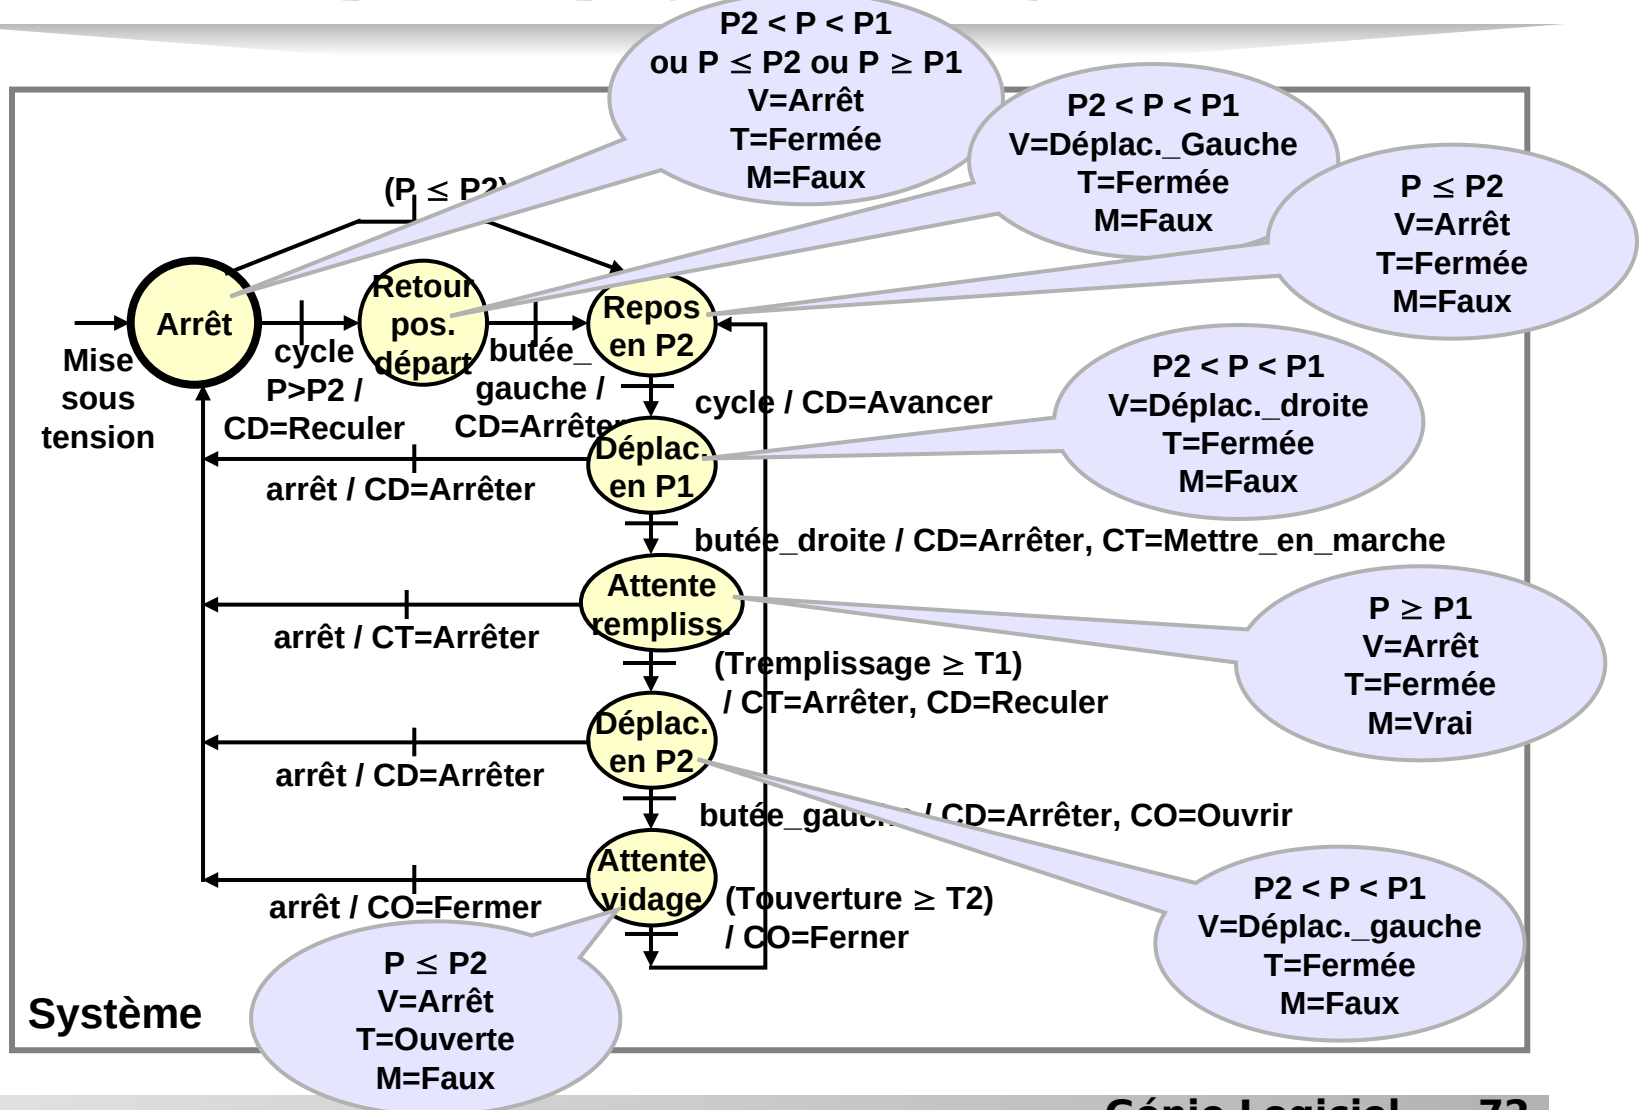 P2 < P < P1
ou P ≤ P2 ou P ≥ P1
V=Arrêt
T=Fermée
M=Faux
P2 < P < P1
V=Déplac._Gauche
T=Fermée
M=Faux
P ≤ P2
V=Arrêt
T=Fermée
M=Faux
(P ≤ P2)
Arrêt
Retour
pos.
départ
Repos
en P2
Mise
sous
tension
cycle
P>P2 /
CD=Reculer
butée_
gauche /
CD=Arrêter
cycle / CD=Avancer
P2 < P < P1
V=Déplac._droite
T=Fermée
M=Faux
Déplac.
en P1
arrêt / CD=Arrêter
butée_droite / CD=Arrêter, CT=Mettre_en_marche
Attente
rempliss.
arrêt / CT=Arrêter
P ≥ P1
V=Arrêt
T=Fermée
M=Vrai
(Tremplissage ≥ T1)
/ CT=Arrêter, CD=Reculer
Déplac.
en P2
arrêt / CD=Arrêter
butée_gauche / CD=Arrêter, CO=Ouvrir
Attente
vidage
arrêt / CO=Fermer
(Touverture ≥ T2)
/ CO=Ferner
P2 < P < P1
V=Déplac._gauche
T=Fermée
M=Faux
P ≤ P2
V=Arrêt
T=Ouverte
M=Faux
Système
Génie Logiciel 72